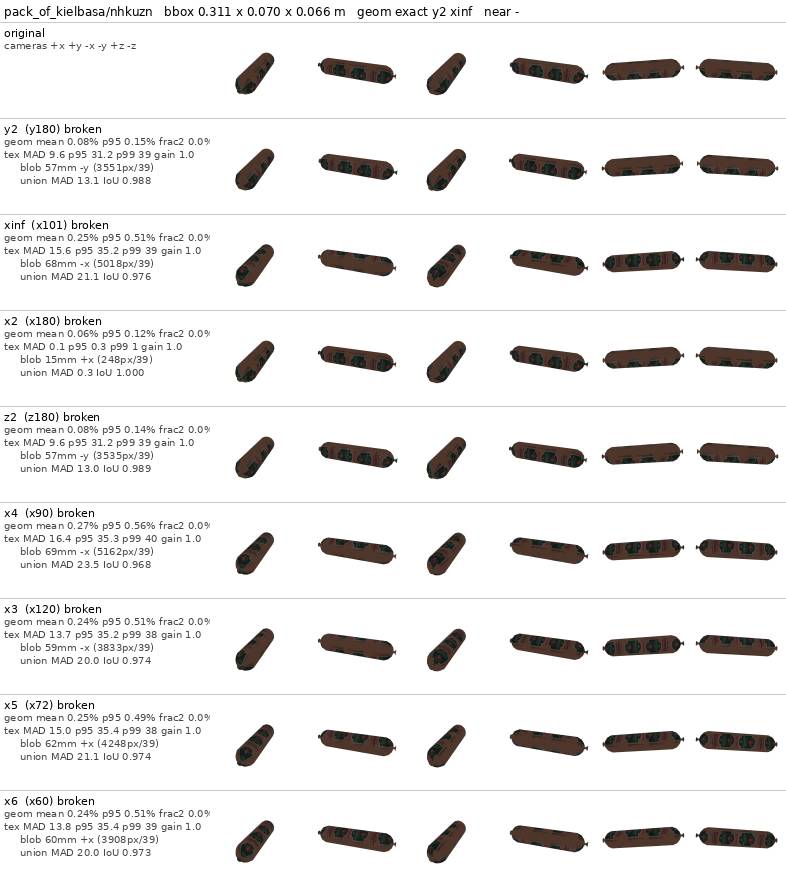 pack_of_kielbasa/nhkuzn   bbox 0.311 x 0.070 x 0.066 m   geom exact y2 xinf   near -
original
cameras +x +y -x -y +z -z
y2  (y180) broken
geom mean 0.08% p95 0.15% frac2 0.0%
tex MAD 9.6 p95 31.2 p99 39 gain 1.0
blob 57mm -y (3551px/39)
union MAD 13.1 IoU 0.988
xinf  (x101) broken
geom mean 0.25% p95 0.51% frac2 0.0%
tex MAD 15.6 p95 35.2 p99 39 gain 1.0
blob 68mm -x (5018px/39)
union MAD 21.1 IoU 0.976
x2  (x180) broken
geom mean 0.06% p95 0.12% frac2 0.0%
tex MAD 0.1 p95 0.3 p99 1 gain 1.0
blob 15mm +x (248px/39)
union MAD 0.3 IoU 1.000
z2  (z180) broken
geom mean 0.08% p95 0.14% frac2 0.0%
tex MAD 9.6 p95 31.2 p99 39 gain 1.0
blob 57mm -y (3535px/39)
union MAD 13.0 IoU 0.989
x4  (x90) broken
geom mean 0.27% p95 0.56% frac2 0.0%
tex MAD 16.4 p95 35.3 p99 40 gain 1.0
blob 69mm -x (5162px/39)
union MAD 23.5 IoU 0.968
x3  (x120) broken
geom mean 0.24% p95 0.51% frac2 0.0%
tex MAD 13.7 p95 35.2 p99 38 gain 1.0
blob 59mm -x (3833px/39)
union MAD 20.0 IoU 0.974
x5  (x72) broken
geom mean 0.25% p95 0.49% frac2 0.0%
tex MAD 15.0 p95 35.4 p99 38 gain 1.0
blob 62mm +x (4248px/39)
union MAD 21.1 IoU 0.974
x6  (x60) broken
geom mean 0.24% p95 0.51% frac2 0.0%
tex MAD 13.8 p95 35.4 p99 39 gain 1.0
blob 60mm +x (3908px/39)
union MAD 20.0 IoU 0.973